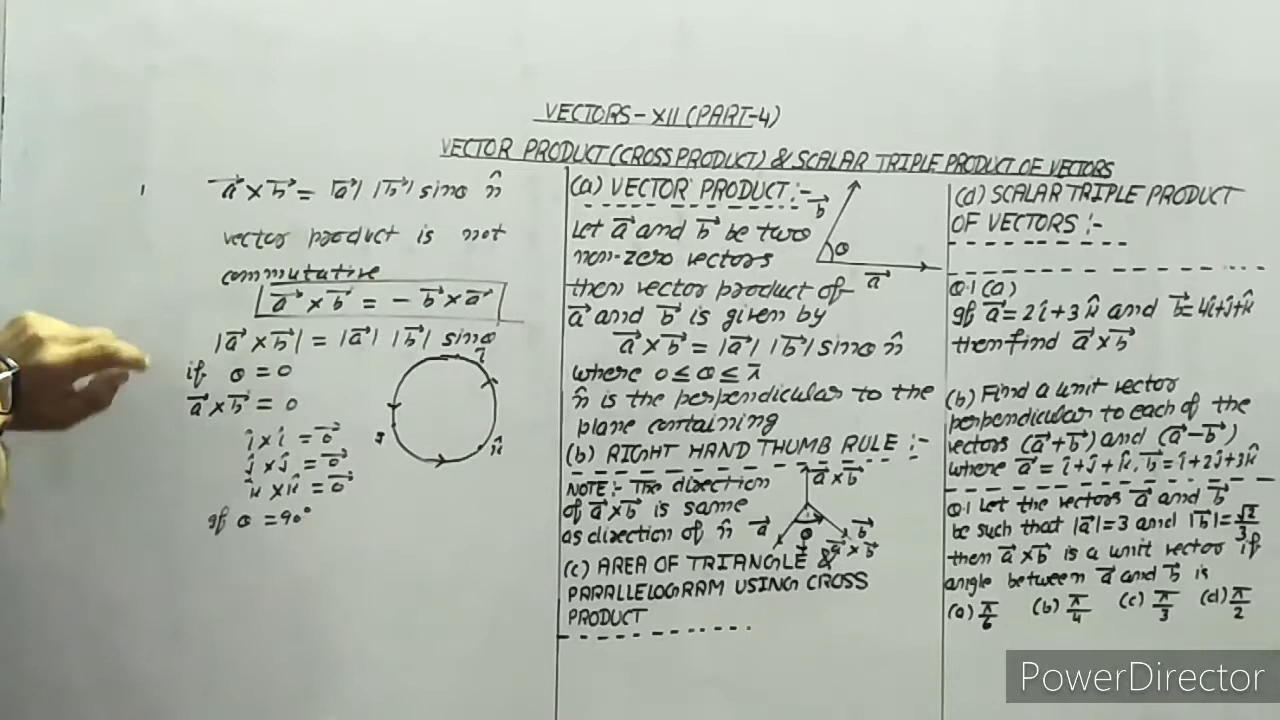 VECTORS-XII (PART-4)
VECTOR PRODUCT (CROSS PRODUCT) & SCALAR TRIPLE PRODUCT OF VECTORS
a⃗ × b⃗ = |a⃗| |b⃗| sinθ n̂
vector product is not
commutative
a⃗ × b⃗ = - b⃗ × a⃗
|a⃗ × b⃗| = |a⃗| |b⃗| sinθ
if θ = 0
a⃗ × b⃗ = 0
î × î = 0⃗
ĵ × ĵ = 0⃗
k̂ × k̂ = 0⃗
If θ = 90°
î
j
k̂
(a) VECTOR PRODUCT :-
Let a⃗ and b⃗ be two
non-zero vectors
then vector product of
a⃗ and b⃗ is given by
a⃗ × b⃗ = |a⃗| |b⃗| sinθ n̂
where 0 ≤ θ ≤ π
n̂ is the perpendicular to the
plane containing
b⃗
θ
a⃗
(b) RIGHT HAND THUMB RULE :-
NOTE:- The direction
of a⃗ × b⃗ is same
as direction of n̂
a⃗ × b⃗
a⃗
θ
b⃗
a⃗ × b⃗
(c) AREA OF TRIANGLE &
PARALLELOGRAM USING CROSS
PRODUCT
(d) SCALAR TRIPLE PRODUCT
OF VECTORS :-
Q.1 (a)
If a⃗ = 2î + 3k̂ and b⃗ = 4î + ĵ + k̂
then find a⃗ × b⃗
(b) Find a unit vector
perpendicular to each of the
vectors (a⃗ + b⃗) and (a⃗ - b⃗)
where a⃗ = î + ĵ + k̂, b⃗ = î + 2ĵ + 3k̂
Q.1 Let the vectors a⃗ and b⃗
be such that |a⃗| = 3 and |b⃗| = √2/3
then a⃗ × b⃗ is a unit vector if
angle between a⃗ and b⃗ is
(a) π/6 (b) π/4 (c) π/3 (d) π/2
PowerDirector